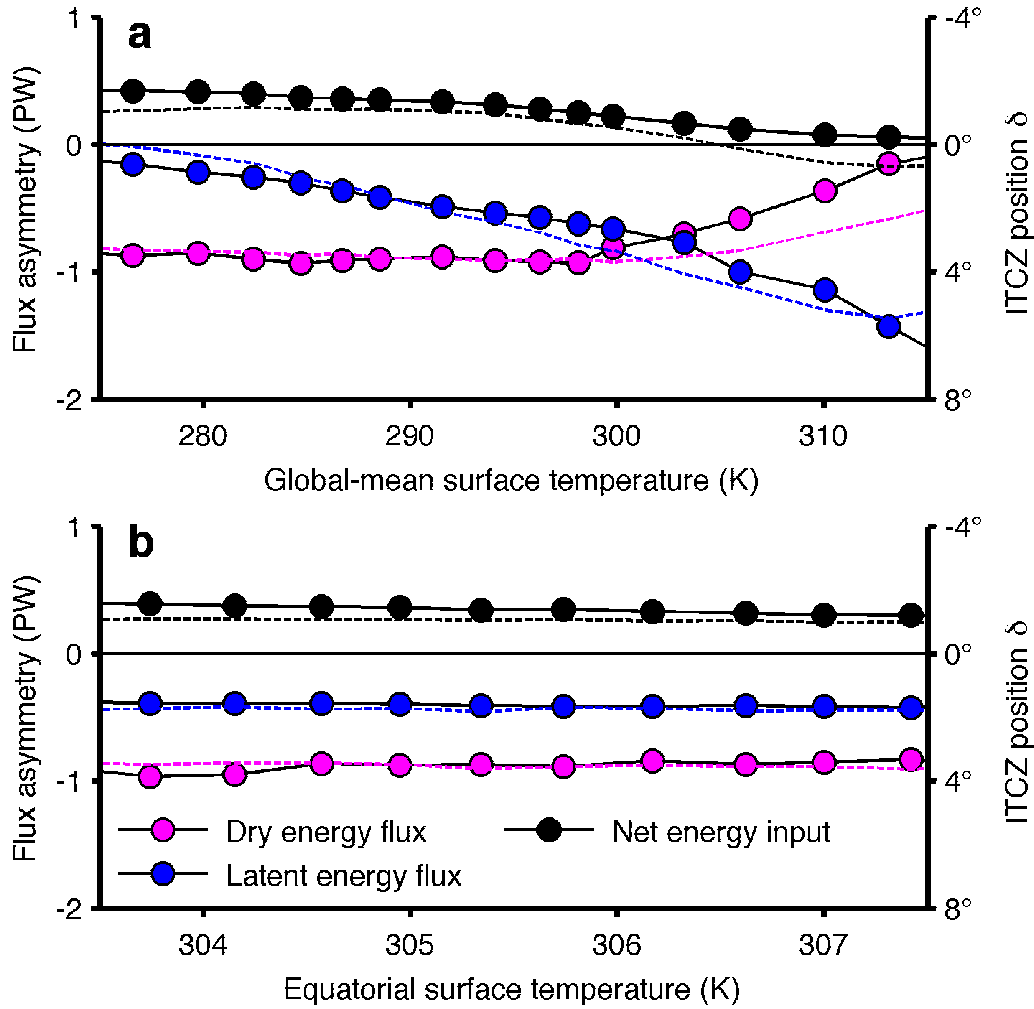 a
1
0
-1
-2
Flux asymmetry (PW)
-4°
0°
4°
8°
ITCZ position δ
280
290
300
310
Global-mean surface temperature (K)
b
1
0
-1
-2
Flux asymmetry (PW)
-4°
0°
4°
8°
ITCZ position δ
Dry energy flux
Net energy input
Latent energy flux
304
305
306
307
Equatorial surface temperature (K)